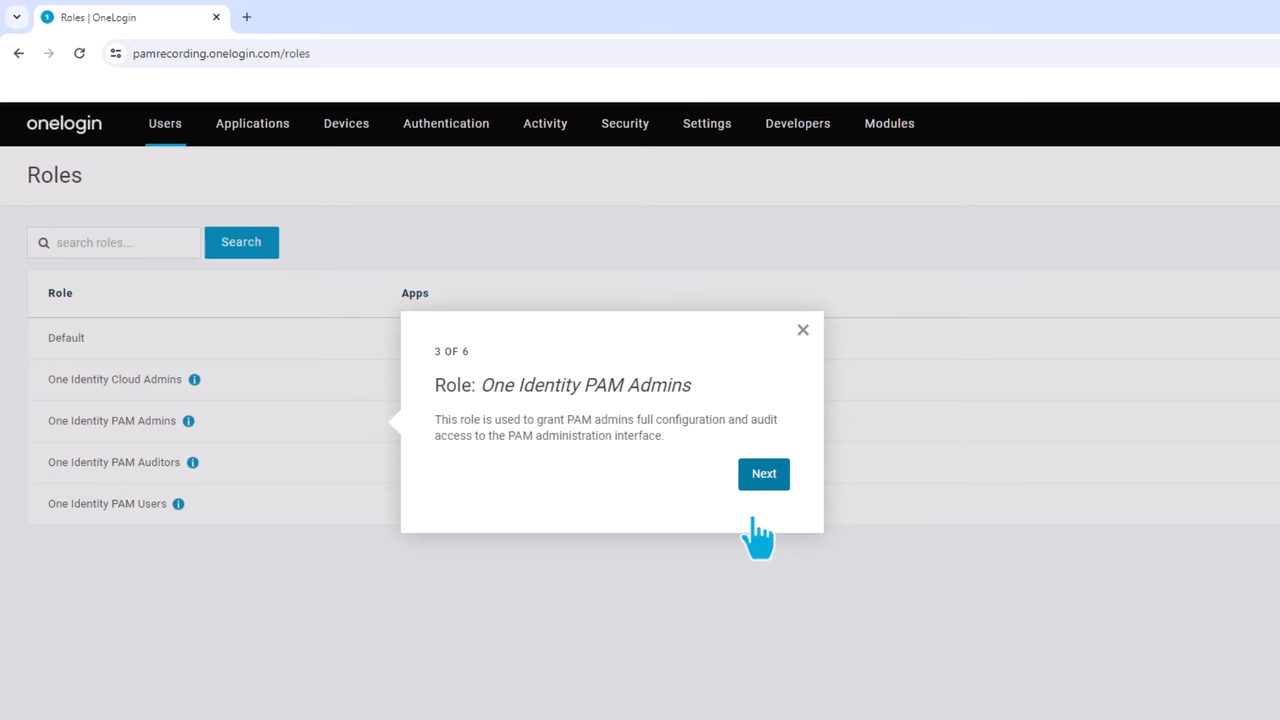 Roles | OneLogin
pamrecording.onelogin.com/roles
onelogin Users Applications Devices Authentication Activity Security Settings Developers Modules
Roles
search roles... Search
Role Apps
Default
One Identity Cloud Admins
One Identity PAM Admins
One Identity PAM Auditors
One Identity PAM Users
3 OF 6
Role: One Identity PAM Admins
This role is used to grant PAM admins full configuration and audit
access to the PAM administration interface.
Next